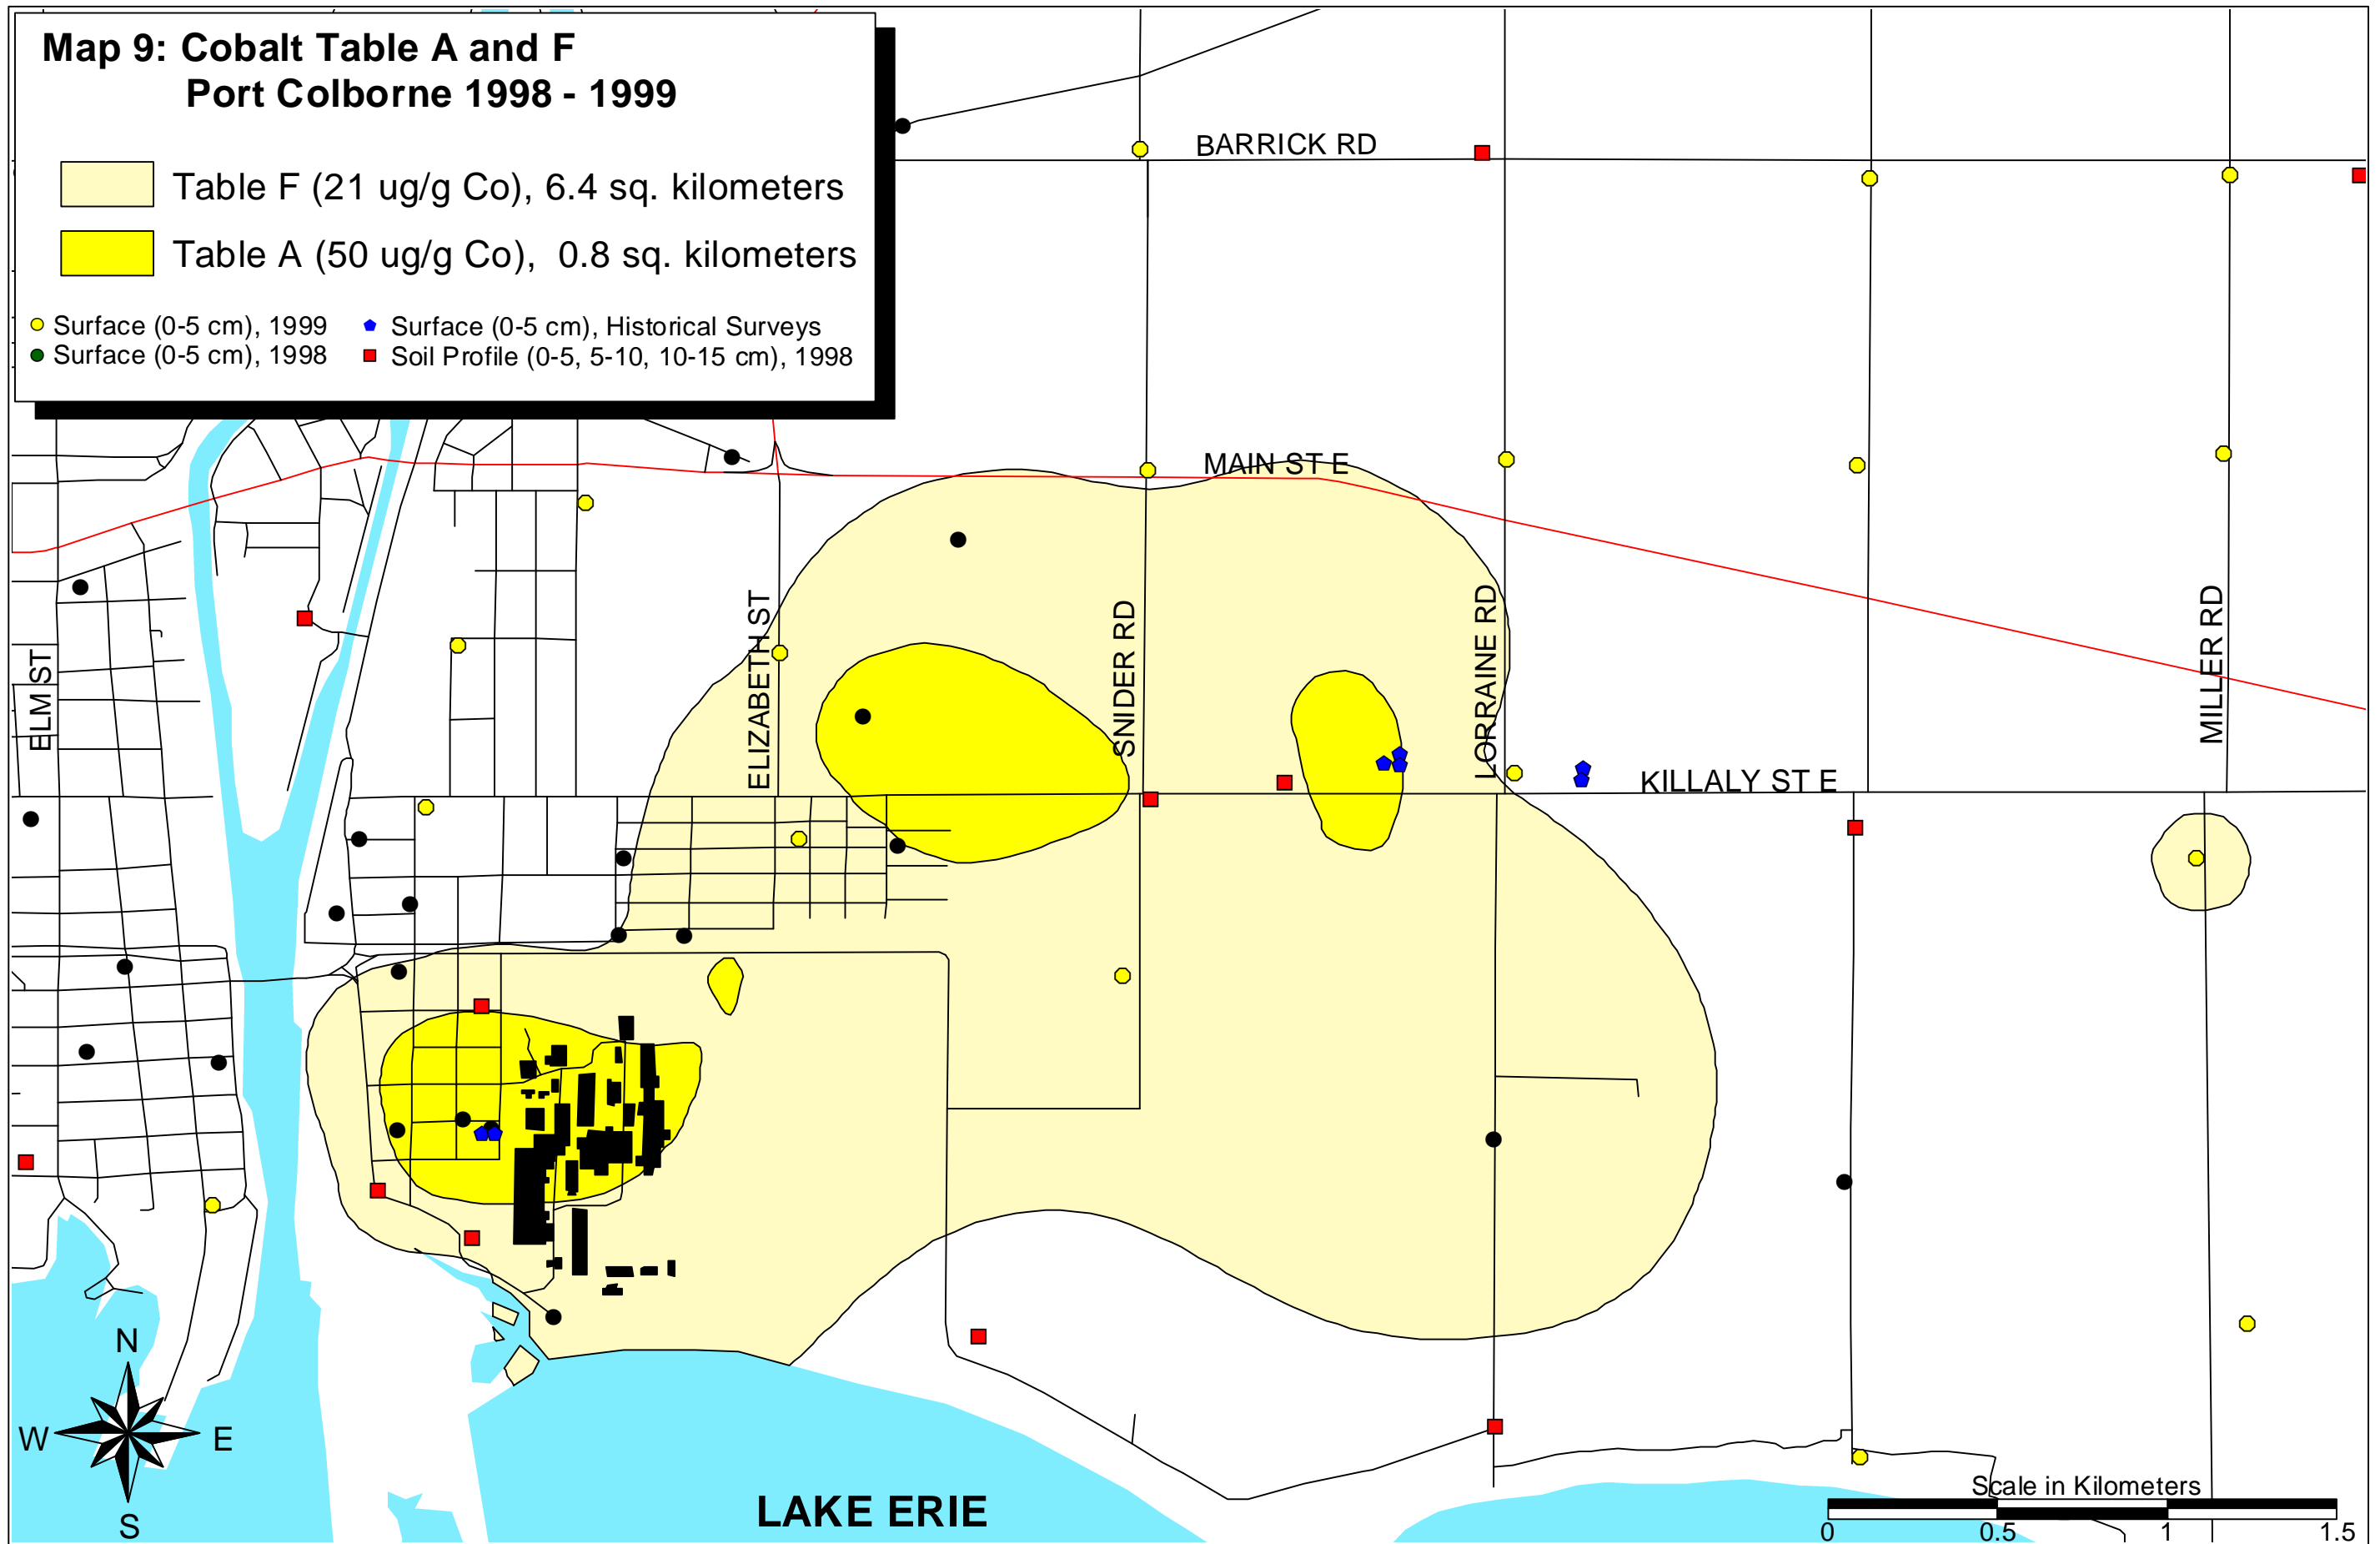 Map 9: Cobalt Table A and F
Port Colborne 1998 - 1999
Table F (21 ug/g Co), 6.4 sq. kilometers
Table A (50 ug/g Co),  0.8 sq. kilometers
Surface (0-5 cm), 1999
Surface (0-5 cm), Historical Surveys
Surface (0-5 cm), 1998
Soil Profile (0-5, 5-10, 10-15 cm), 1998
BARRICK RD
MAIN ST E
ELM ST
ELIZABETH ST
SNIDER RD
LORRAINE RD
MILLER RD
KILLALY ST E
N
W
E
S
LAKE ERIE
Scale in Kilometers
0 0.5 1 1.5